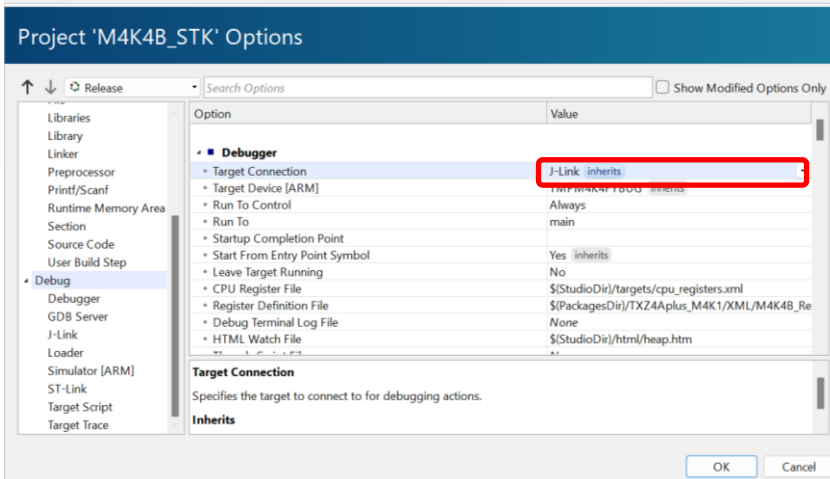 Project 'M4K4B_STK' Options
Release
Search Options
Show Modified Options Only
Libraries
Library
Linker
Preprocessor
Printf/Scanf
Runtime Memory Area
Section
Source Code
User Build Step
Debug
Debugger
GDB Server
J-Link
Loader
Simulator [ARM]
ST-Link
Target Script
Target Trace
Option Value
Debugger
Target Connection J-Link inherits
Target Device [ARM] inherits
Run To Control Always
Run To main
Startup Completion Point
Start From Entry Point Symbol Yes inherits
Leave Target Running No
CPU Register File $(StudioDir)/targets/cpu_registers.xml
Register Definition File $(PackagesDir)/TXZ4Aplus_M4K1/XML/M4K4B_Re
Debug Terminal Log File None
HTML Watch File $(StudioDir)/html/heap.htm
Target Connection
Specifies the target to connect to for debugging actions.
Inherits
OK Cancel